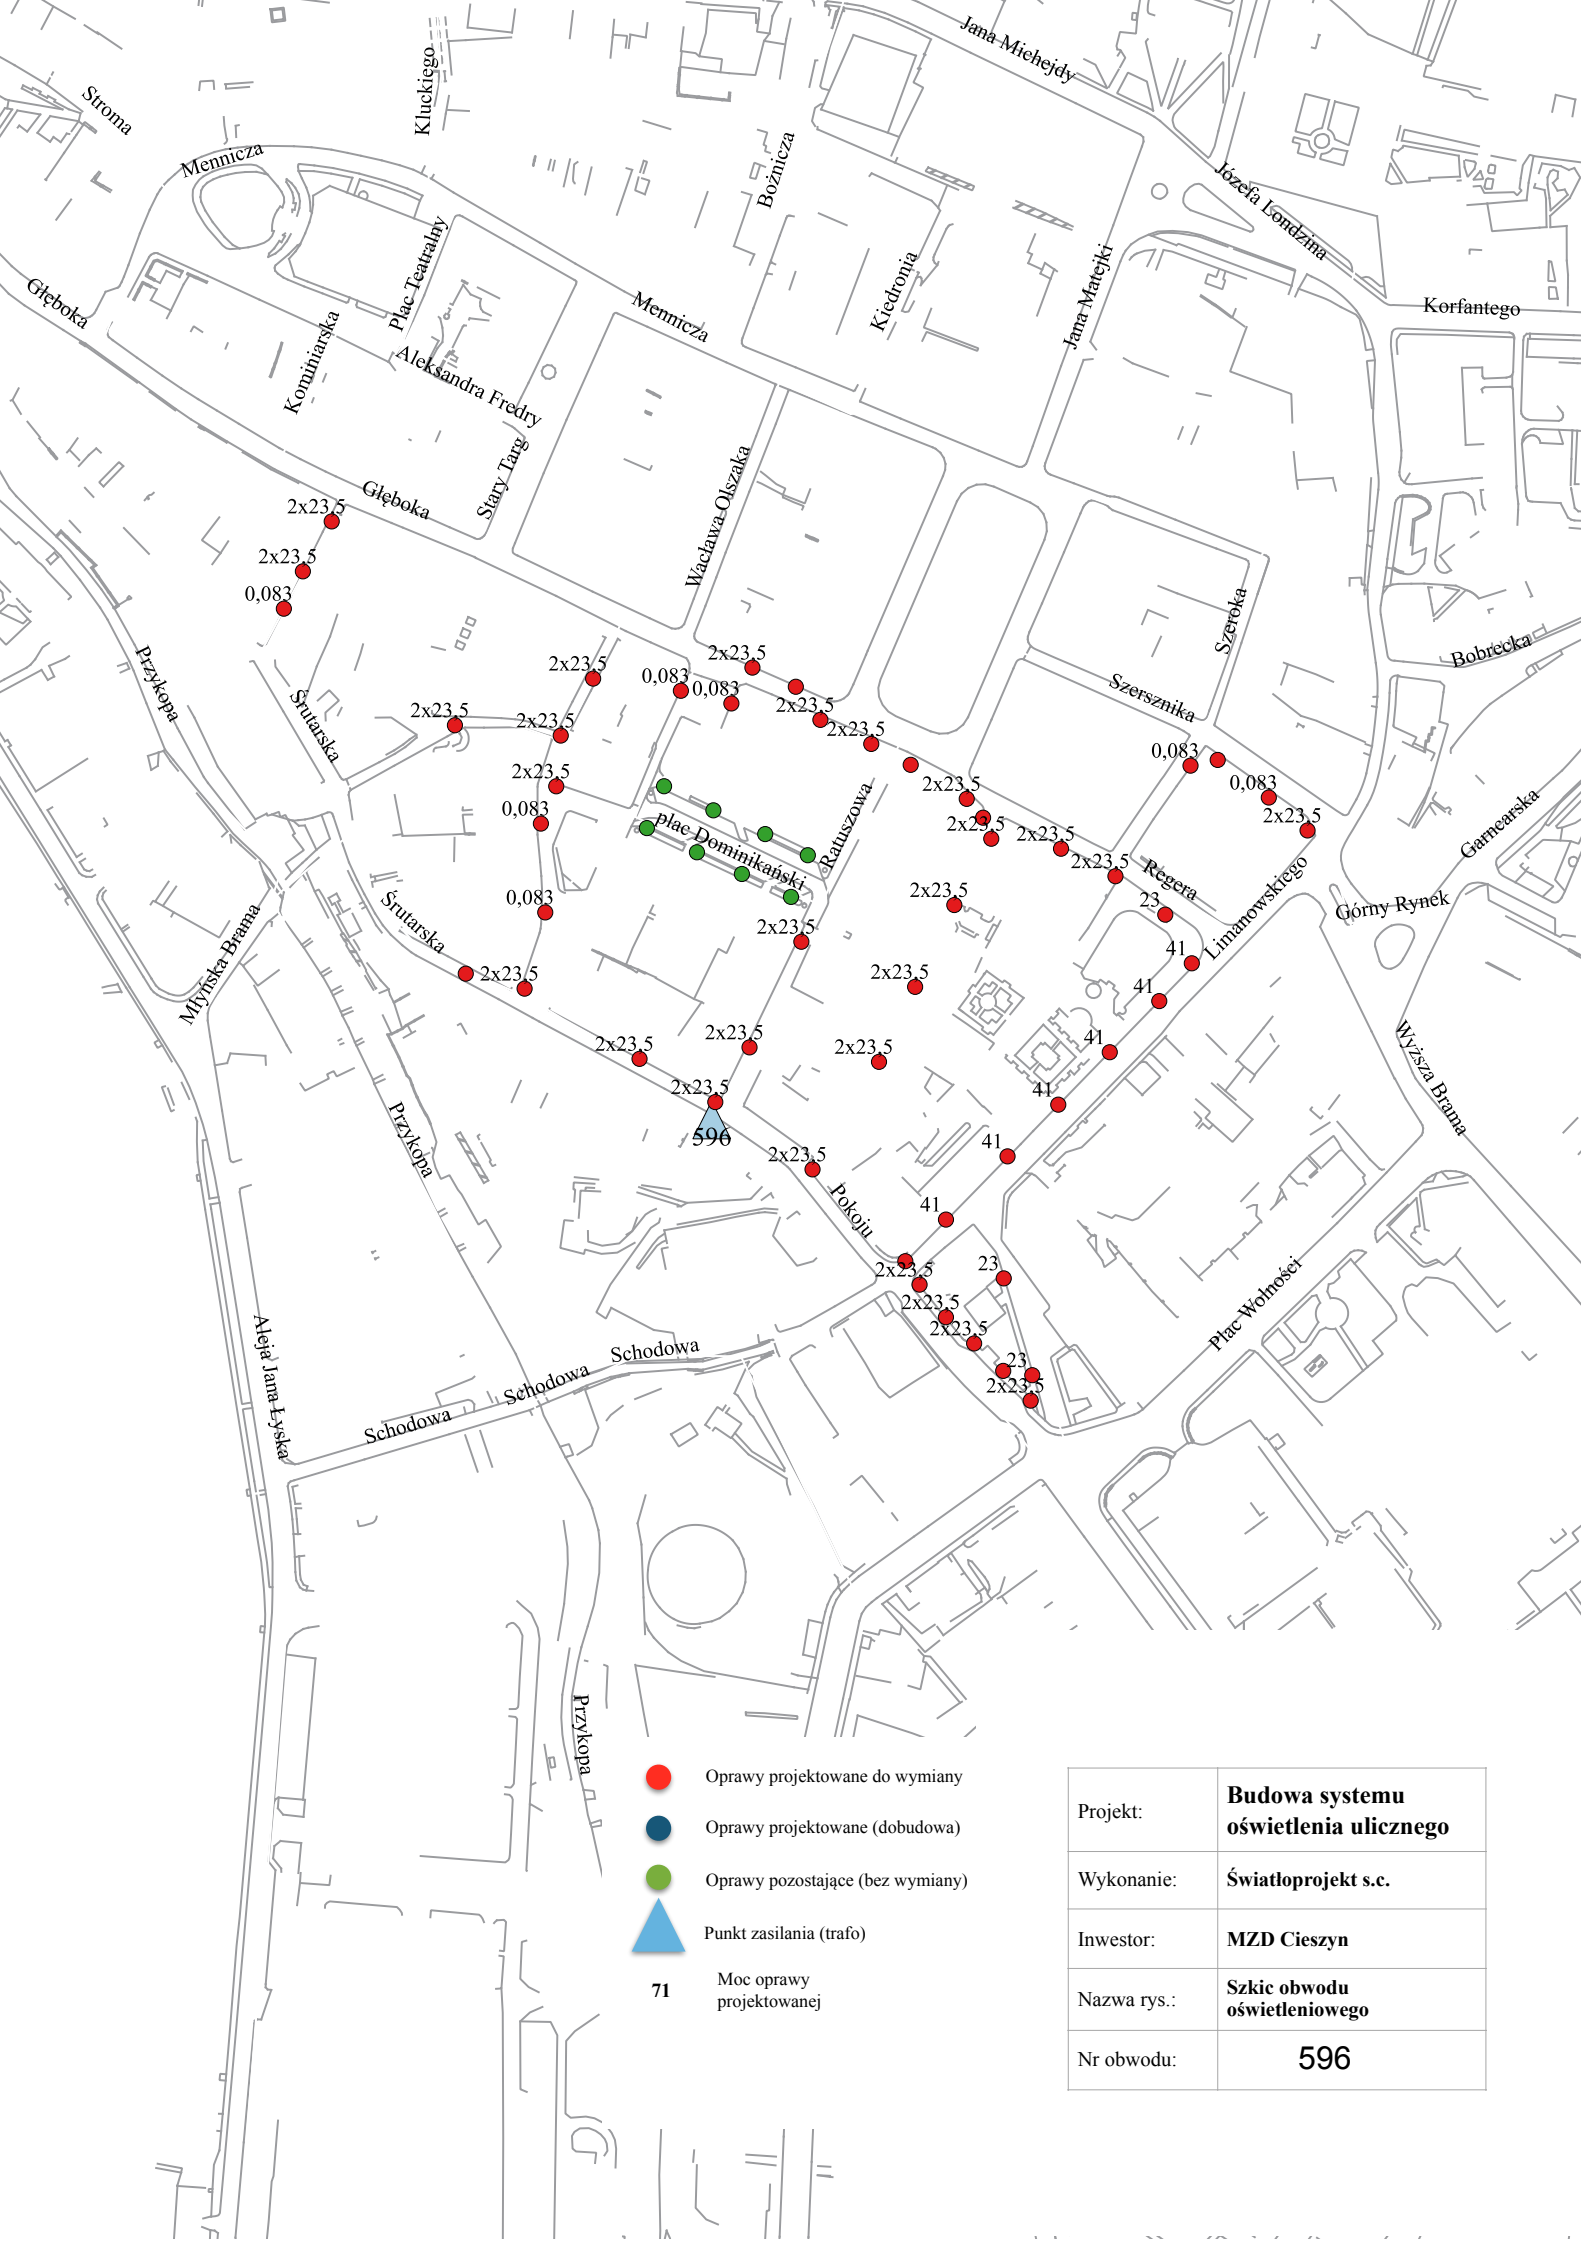 Jana Michejdy
Kluckiego
Stroma
Mennicza
Bożnicza
Józefa Londzina
Plac Teatralny
Kiedronia
Jana Matejki
Głęboka
Mennicza
Korfantego
Kominiarska
Aleksandra Fredry
Stary Targ
Głęboka
Wacława Olszaka
2x23,5
2x23,5
0,083
Szeroka
Bobrecka
Przykopa
Śrutarska
2x23,5
2x23,5
2x23,5
0,083
0,083
2x23,5
2x23,5
2x23,5
Szersznika
0,083
0,083
2x23,5
2x23,5
0,083
plac Dominikański
Ratuszowa
2x23,5
2x23,5
2x23,5
2x23,5
Regera
Limanowskiego
Garncarska
Górny Rynek
0,083
Śrutarska
Młyńska Brama
2x23,5
2x23,5
2x23,5
2x23,5
23
41
41
41
41
41
41
2x23,5
2x23,5
2x23,5
2x23,5
596
2x23,5
Przykopa
Pokoju
Wyższa Brama
2x23,5
2x23,5
2x23,5
23
23
2x23,5
Plac Wolności
Aleja Jana Łyska
Schodowa
Schodowa
Schodowa
Przykopa
Oprawy projektowane do wymiany
Oprawy projektowane (dobudowa)
Oprawy pozostające (bez wymiany)
Punkt zasilania (trafo)
71 Moc oprawy
projektowanej
Projekt: Budowa systemu
oświetlenia ulicznego
Wykonanie: Światłoprojekt s.c.
Inwestor: MZD Cieszyn
Nazwa rys.: Szkic obwodu
oświetleniowego
Nr obwodu: 596